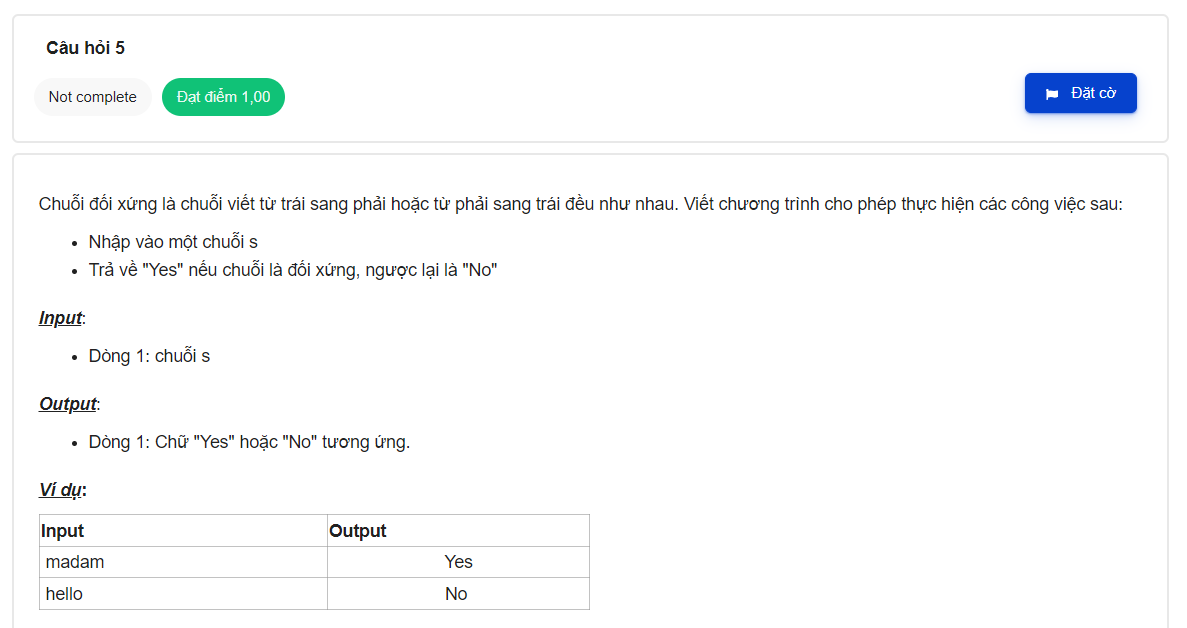 Câu hỏi 5
Not complete
Đạt điểm 1,00
Đặt cờ
Chuỗi đối xứng là chuỗi viết từ trái sang phải hoặc từ phải sang trái đều như nhau. Viết chương trình cho phép thực hiện các công việc sau:
• Nhập vào một chuỗi s
• Trả về "Yes" nếu chuỗi là đối xứng, ngược lại là "No"
Input:
• Dòng 1: chuỗi s
Output:
• Dòng 1: Chữ "Yes" hoặc "No" tương ứng.
Ví dụ:
Input Output
madam Yes
hello No